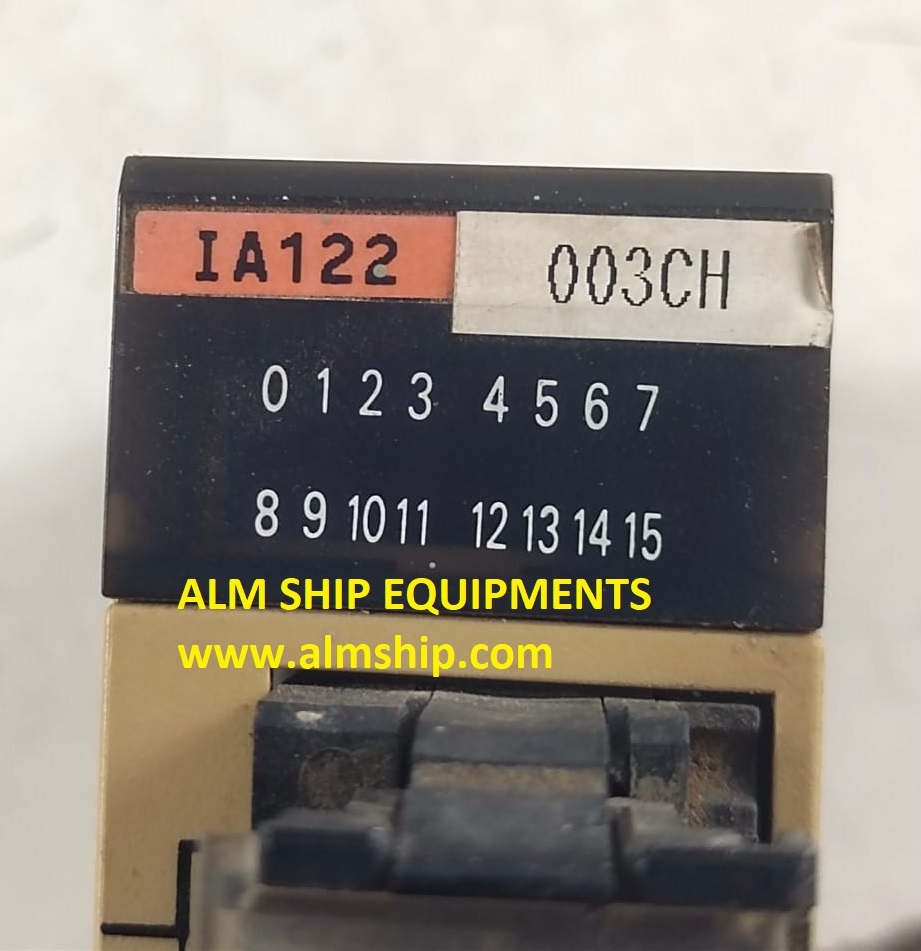 IA122 003CH
0 1 2 3 4 5 6 7
8 9 10 11 12 13 14 15
ALM SHIP EQUIPMENTS
www.almship.com